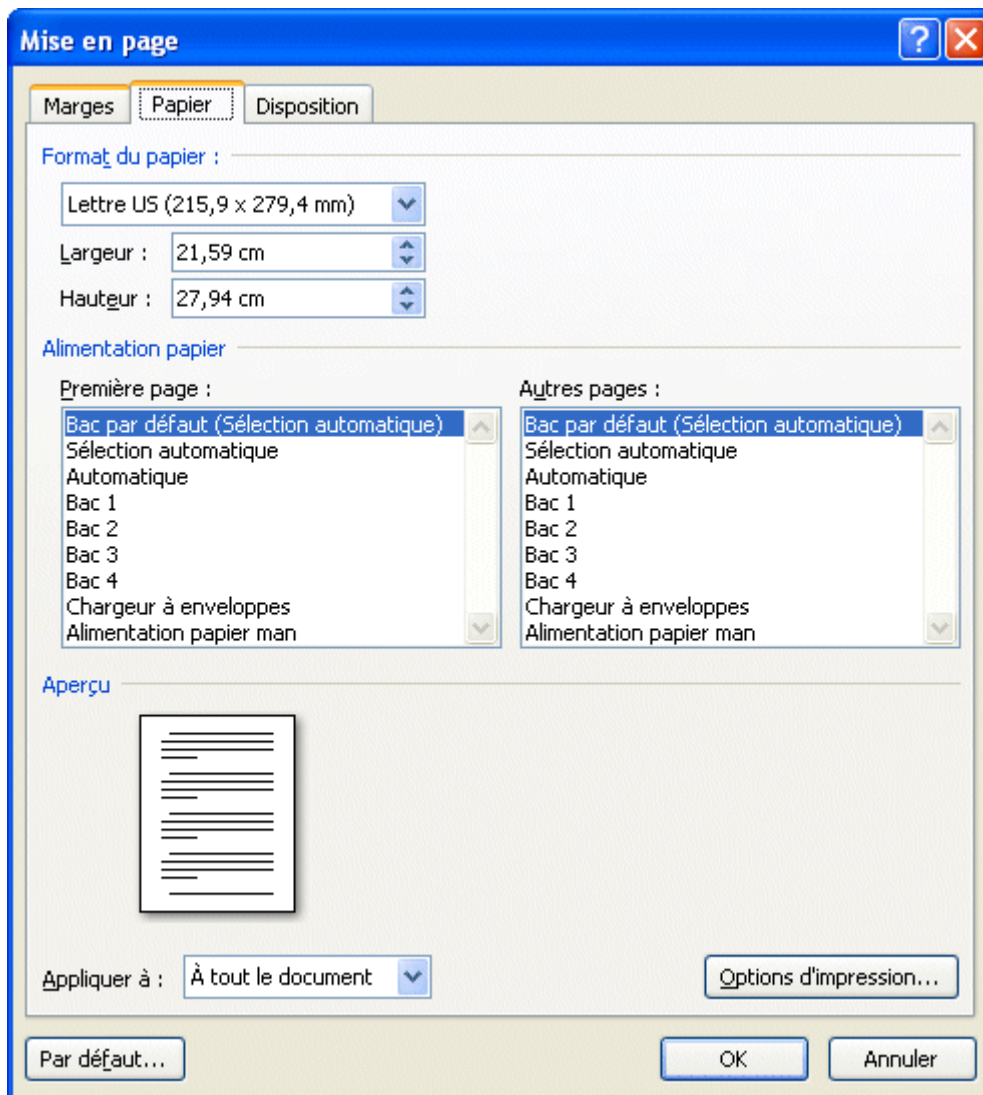 Mise en page
Marges Papier Disposition
Format du papier :
Lettre US (215,9 x 279,4 mm)
Largeur : 21,59 cm
Hauteur : 27,94 cm
Alimentation papier
Première page :
Bac par défaut (Sélection automatique)
Sélection automatique
Automatique
Bac 1
Bac 2
Bac 3
Bac 4
Chargeur à enveloppes
Alimentation papier man
Autres pages :
Bac par défaut (Sélection automatique)
Sélection automatique
Automatique
Bac 1
Bac 2
Bac 3
Bac 4
Chargeur à enveloppes
Alimentation papier man
Aperçu
Appliquer à : À tout le document Options d'impression...
Par défaut... OK Annuler